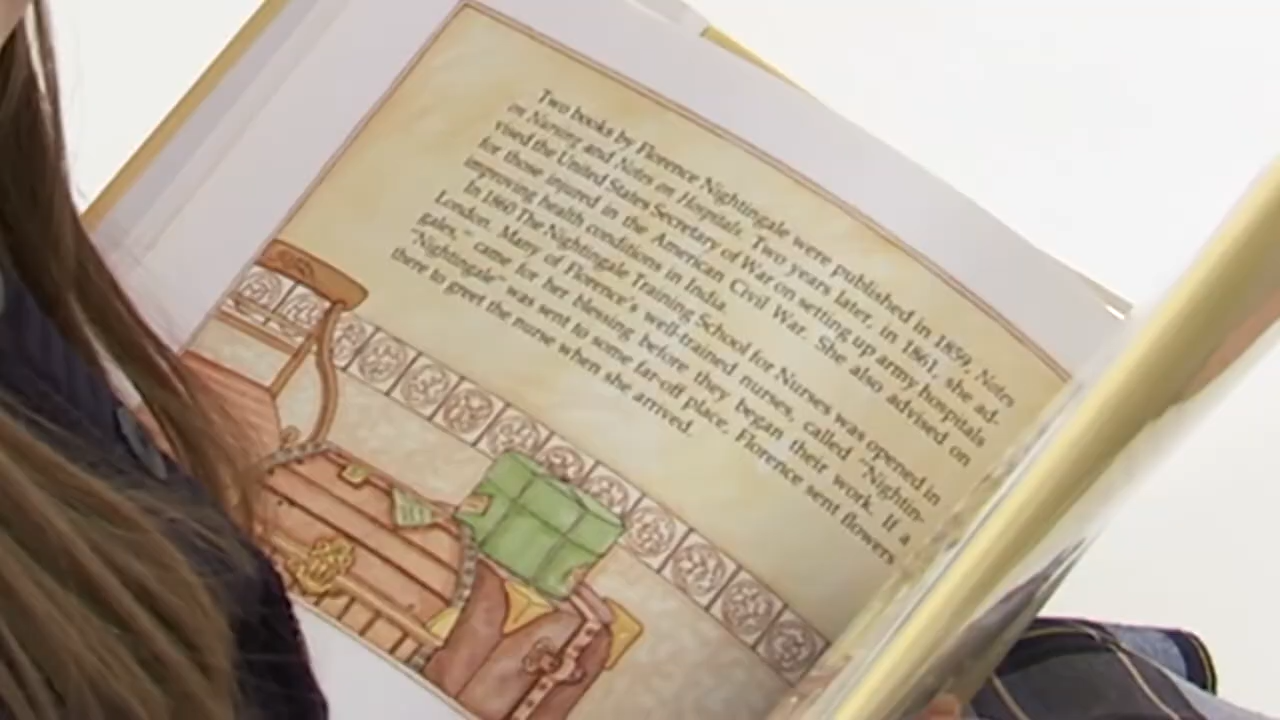 Two books by Florence Nightingale were published in 1859, Notes
on Nursing and Notes on Hospitals. Two years later, in 1861, she ad-
vised the United States Secretary of War on setting up army hospitals
for those injured in the American Civil War. She also advised on
improving health conditions in India.
In 1860 The Nightingale Training School for Nurses was opened in
London. Many of Florence's well-trained nurses, called "Nightin-
gales," came for her blessing before they began their work. If a
"Nightingale" was sent to some far-off place, Florence sent flowers
there to greet the nurse when she arrived.